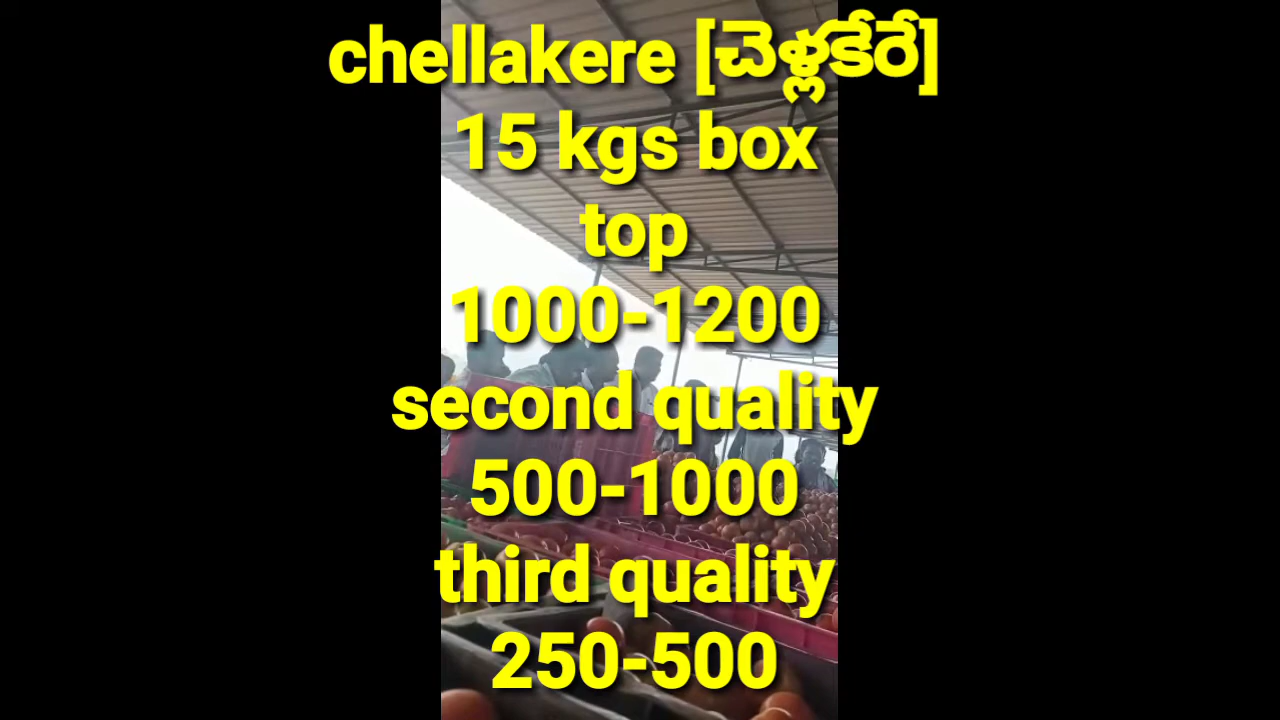 chellakere [చెళ్లకేరే]
15 kgs box
top
1000-1200
second quality
500-1000
third quality
250-500